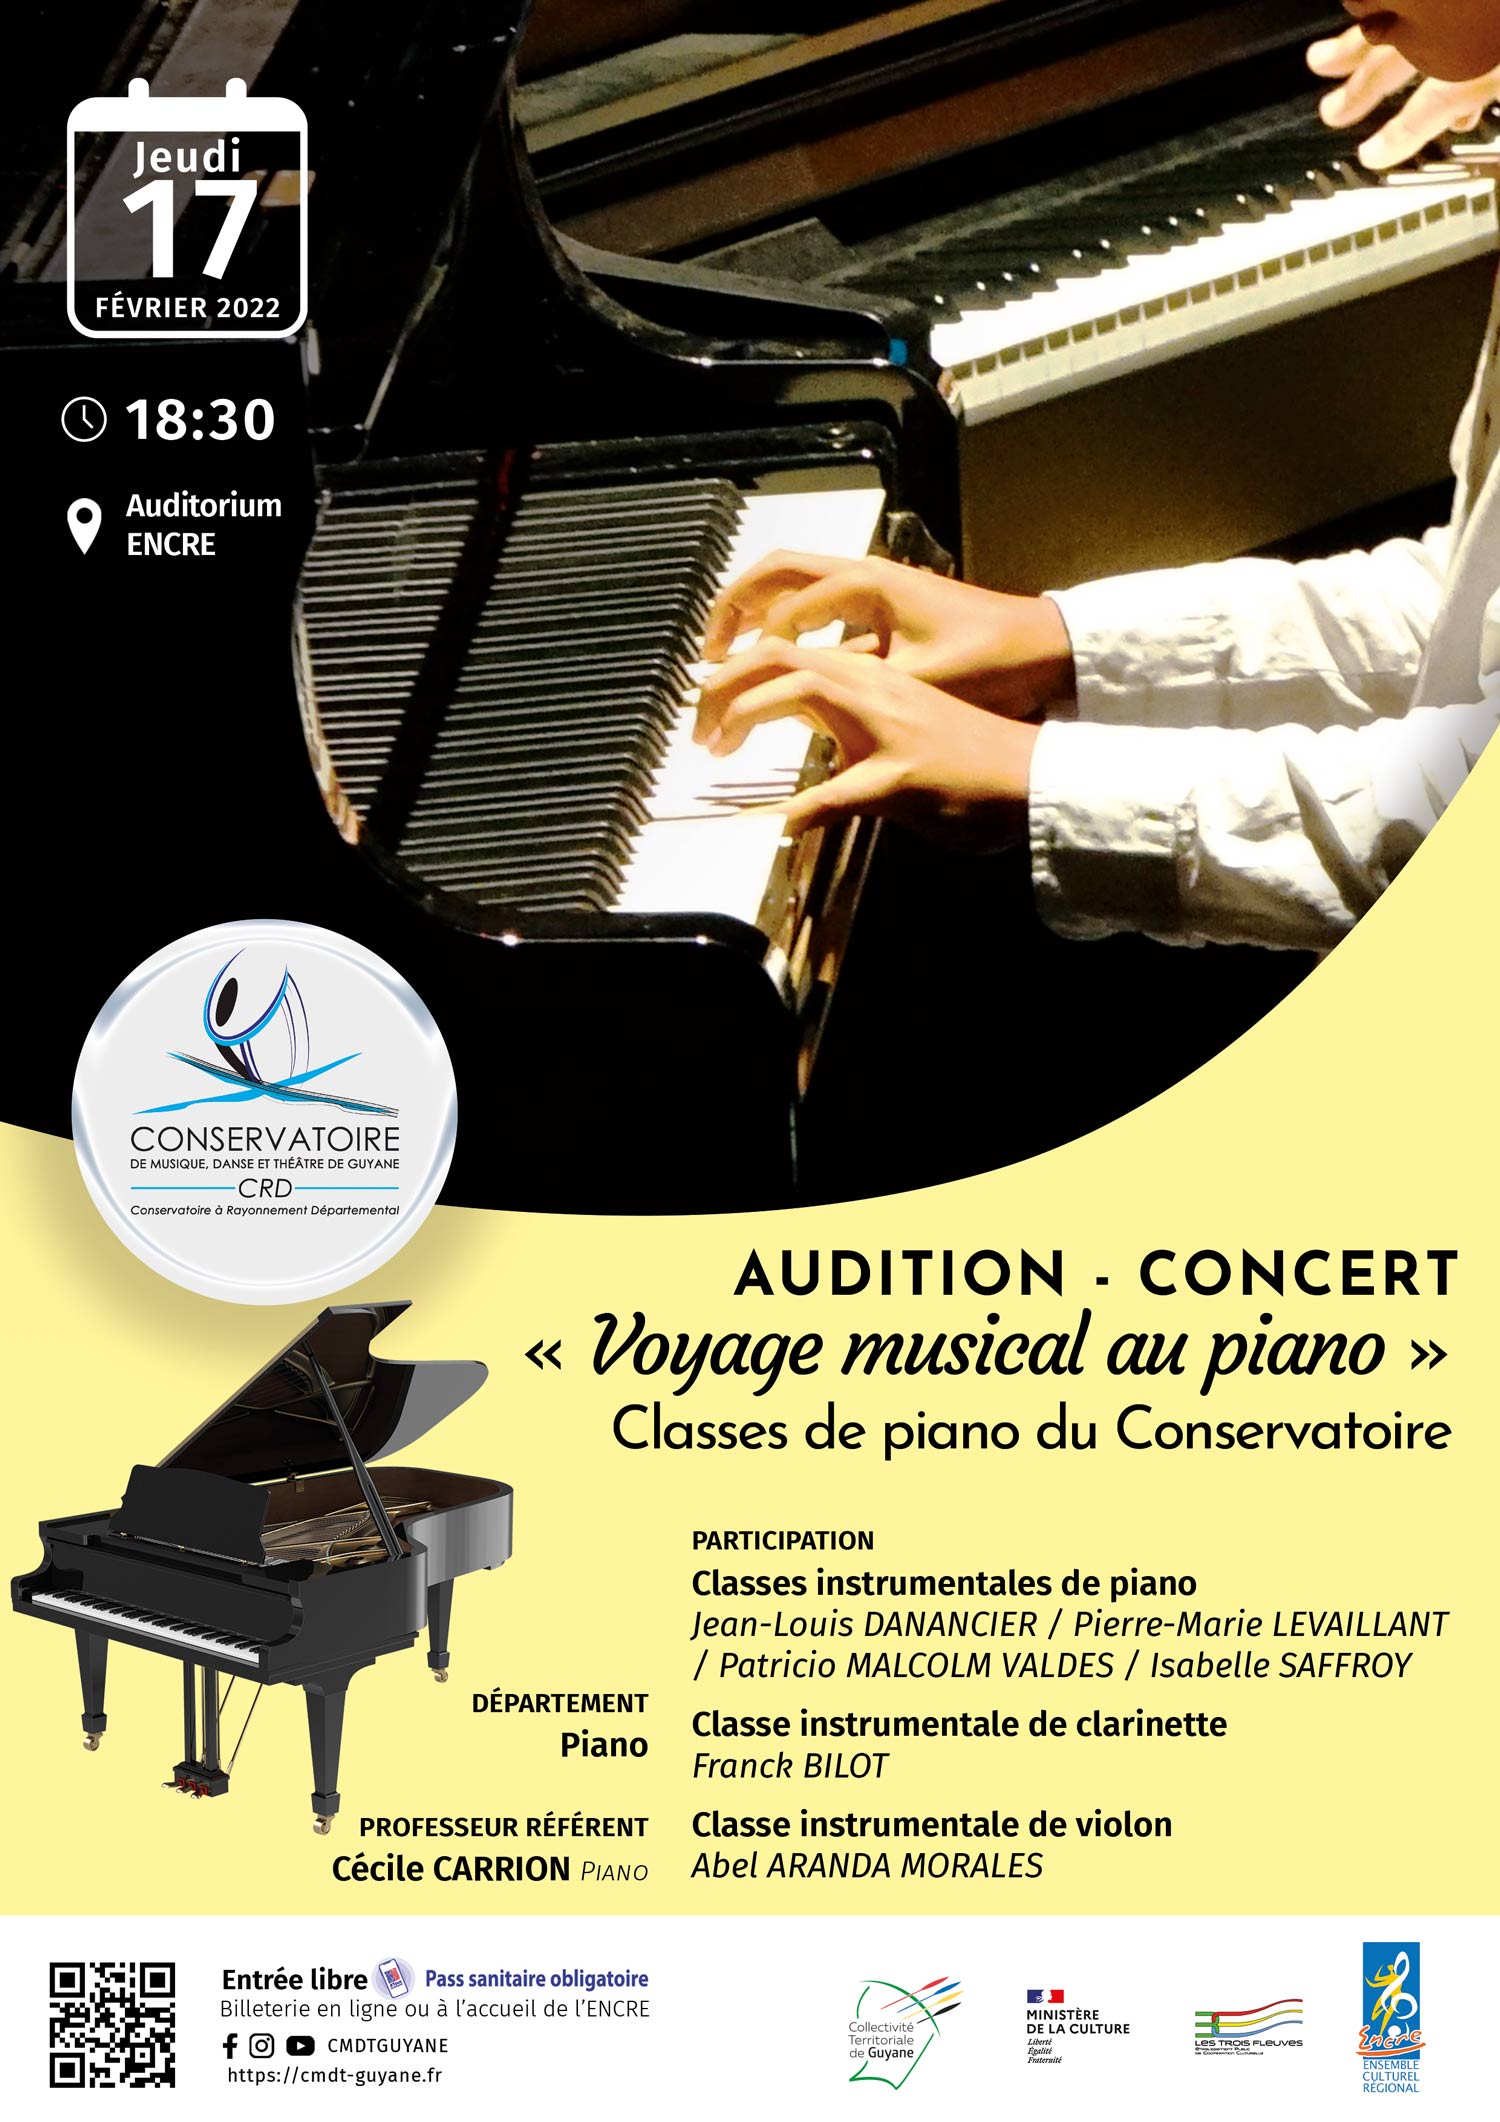 Jeudi
17
FÉVRIER 2022
18:30
Auditorium
ENCRE
CONSERVATOIRE
DE MUSIQUE, DANSE ET THÉÂTRE DE GUYANE
CRD
Conservatoire à Rayonnement Départemental
AUDITION - CONCERT
« Voyage musical au piano »
Classes de piano du Conservatoire
DÉPARTEMENT
Piano
PROFESSEUR RÉFÉRENT
Cécile CARRION PIANO
PARTICIPATION
Classes instrumentales de piano
Jean-Louis DANANCIER / Pierre-Marie LEVAILLANT
/ Patricio MALCOLM VALDES / Isabelle SAFFROY
Classe instrumentale de clarinette
Franck BILOT
Classe instrumentale de violon
Abel ARANDA MORALES
Entrée libre Pass sanitaire obligatoire
Billeterie en ligne ou à l'accueil de l'ENCRE
CMDTGUYANE
https://cmdt-guyane.fr
Collectivité
Territoriale
de Guyane
MINISTÈRE
DE LA CULTURE
Liberté
Égalité
Fraternité
LES TROIS FLEUVES
Etablissement Public
de Coopération Culturelle
Encre
ENSEMBLE
CULTUREL
RÉGIONAL